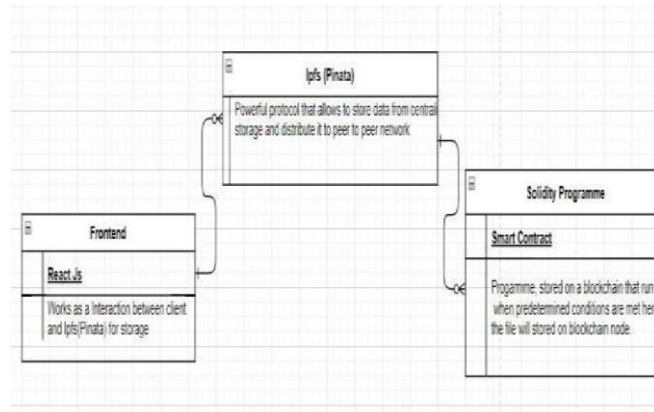 Ipfs (Pinata)
Powerful protocol that allows to store data from centrali
storage and distribute it to peer to peer network
Frontend
React Js
Works as a Interaction between client
and Ipfs(Pinata) for storage
Solidity Programme
Smart Contract
Progarmme, stored on a blockchain that run
when predetermined conditions are met her
the file will stored on blockchain node.